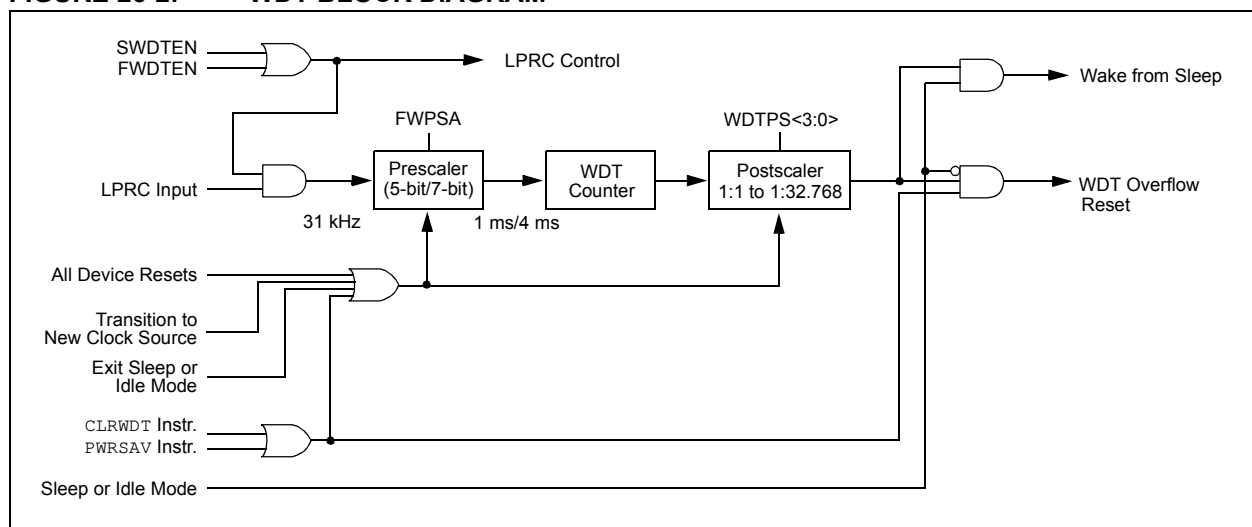 SWDTEN
FWDTEN
LPRC Control
Wake from Sleep
FWPSA
WDTPS<3:0>
Prescaler
(5-bit/7-bit)
WDT
Counter
Postscaler
1:1 to 1:32.768
LPRC Input
WDT Overflow
Reset
31 kHz
1 ms/4 ms
All Device Resets
Transition to
New Clock Source
Exit Sleep or
Idle Mode
CLRWDT Instr.
PWRSAV Instr.
Sleep or Idle Mode